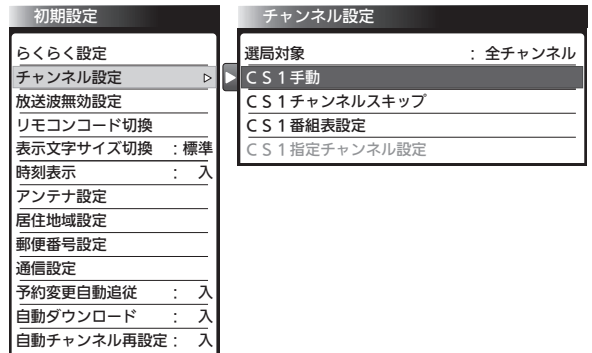 初期設定
らくらく設定
チャンネル設定
放送波無効設定
リモコンコード切換
表示文字サイズ切換 : 標準
時刻表示 : 入
アンテナ設定
居住地域設定
郵便番号設定
通信設定
予約変更自動追従 : 入
自動ダウンロード : 入
自動チャンネル再設定 : 入
チャンネル設定
選局対象 : 全チャンネル
ＣＳ１手動
ＣＳ１チャンネルスキップ
ＣＳ１番組表設定
ＣＳ１指定チャンネル設定